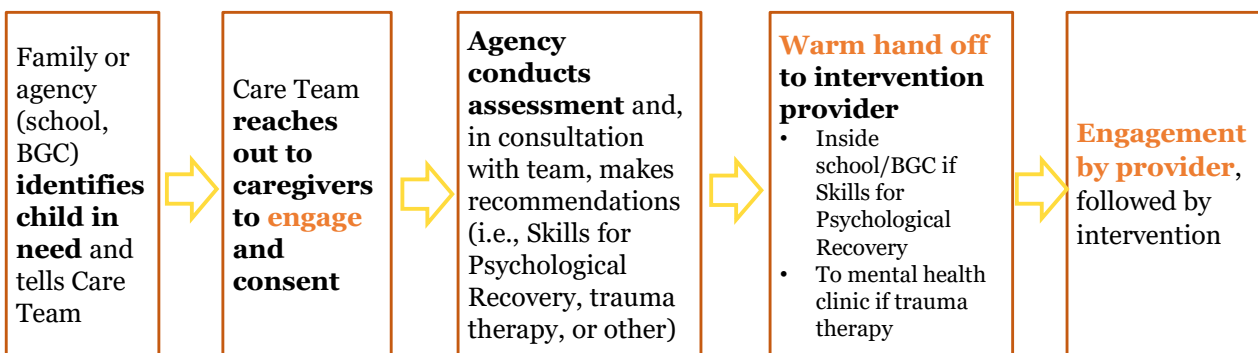 Family or
agency
(school,
BGC)
identifies
child in
need and
tells Care
Team
Care Team
reaches
out to
caregivers
to engage
and
consent
Agency
conducts
assessment and,
in consultation
with team, makes
recommendations
(i.e., Skills for
Psychological
Recovery, trauma
therapy, or other)
Warm hand off
to intervention
provider
• Inside
school/BGC if
Skills for
Psychological
Recovery
• To mental health
clinic if trauma
therapy
Engagement
by provider,
followed by
intervention